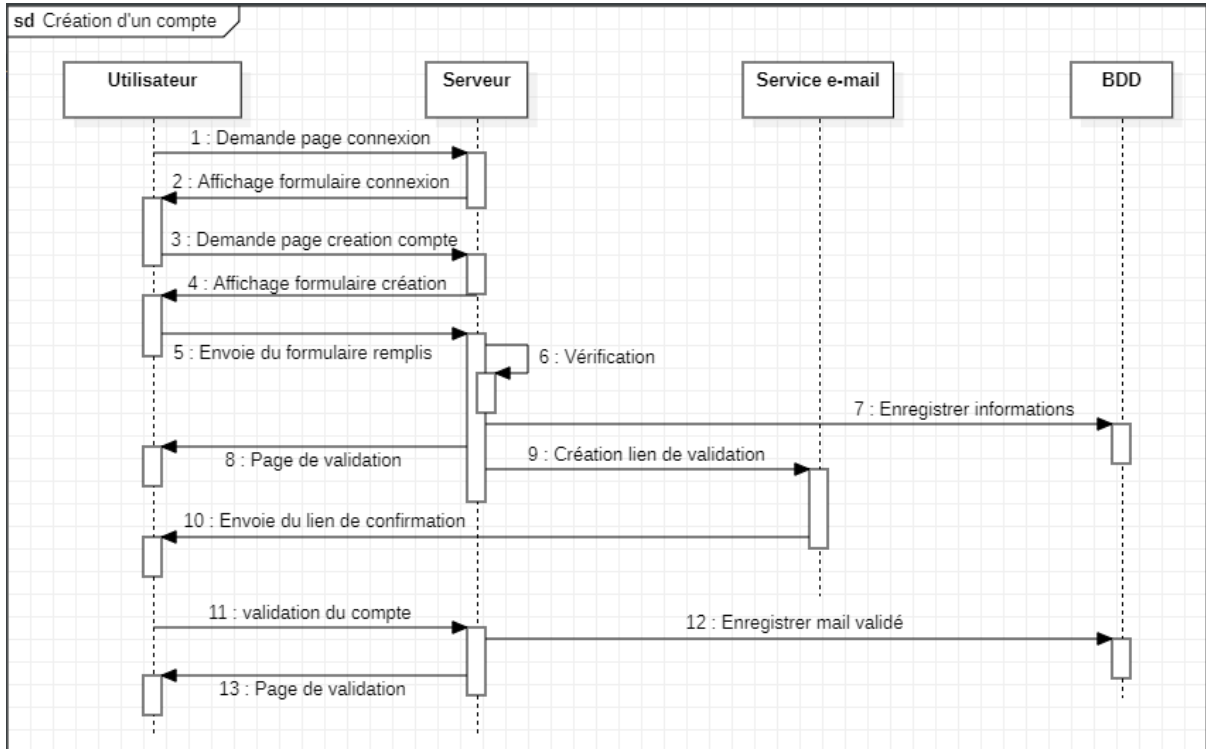 sd Création d'un compte
Utilisateur
Serveur
Service e-mail
BDD
1 : Demande page connexion
2 : Affichage formulaire connexion
3 : Demande page creation compte
4 : Affichage formulaire création
5 : Envoie du formulaire remplis
6 : Vérification
7 : Enregistrer informations
8 : Page de validation
9 : Création lien de validation
10 : Envoie du lien de confirmation
11 : validation du compte
12 : Enregistrer mail validé
13 : Page de validation